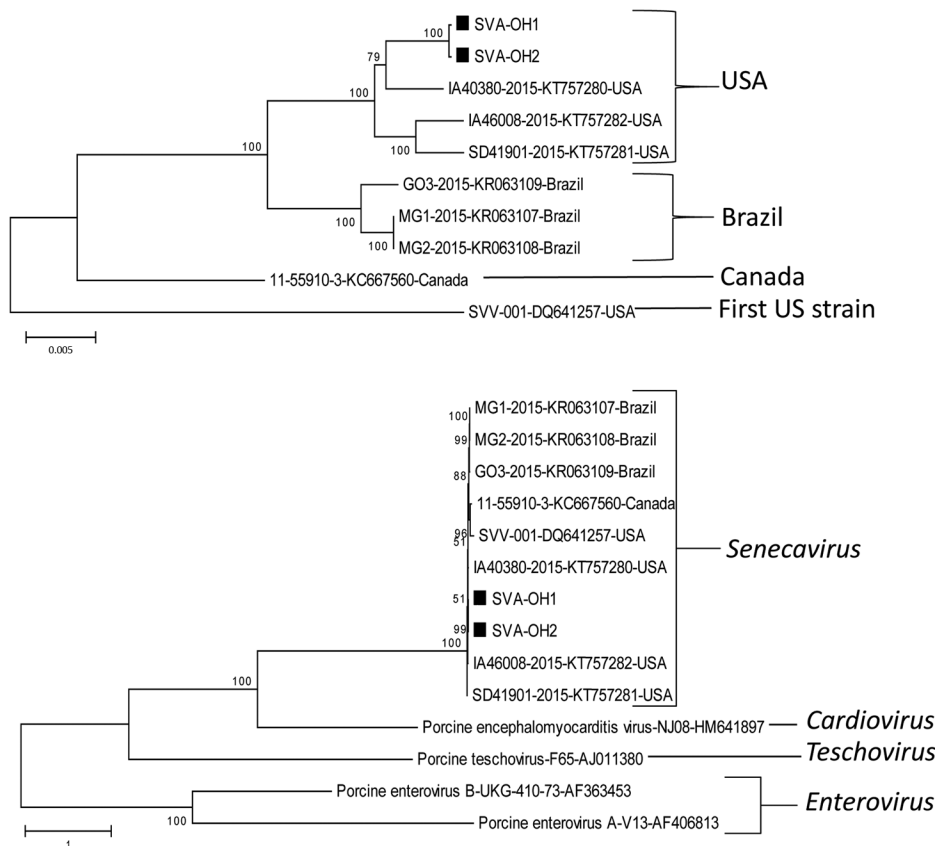 100 SVA-OH1
SVA-OH2
79
IA40380-2015-KT757280-USA
USA
100
IA46008-2015-KT757282-USA
100 SD41901-2015-KT757281-USA
100
GO3-2015-KR063109-Brazil
100 MG1-2015-KR063107-Brazil
Brazil
100 MG2-2015-KR063108-Brazil
11-55910-3-KC667560-Canada Canada
SVV-001-DQ641257-USA First US strain
0.005
100 MG1-2015-KR063107-Brazil
99 MG2-2015-KR063108-Brazil
88 GO3-2015-KR063109-Brazil
11-55910-3-KC667560-Canada
96 SVV-001-DQ641257-USA
51
Senecavirus
IA40380-2015-KT757280-USA
51 SVA-OH1
99 SVA-OH2
100
IA46008-2015-KT757282-USA
100
SD41901-2015-KT757281-USA
Porcine encephalomyocarditis virus-NJ08-HM641897 Cardiovirus
Porcine teschovirus-F65-AJ011380 Teschovirus
Porcine enterovirus B-UKG-410-73-AF363453
Enterovirus
100 Porcine enterovirus A-V13-AF406813
1